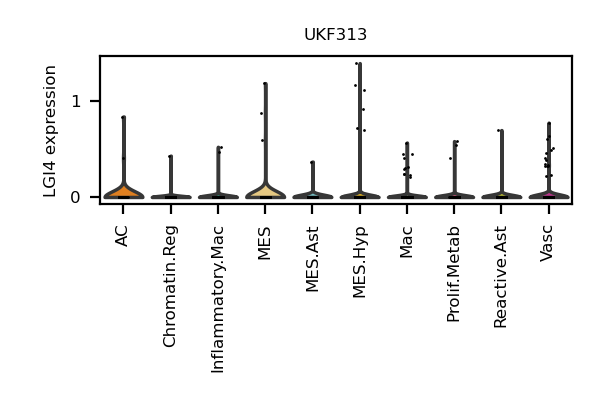 UKF313
LGI4 expression
1
0
AC
Chromatin.Reg
Inflammatory.Mac
MES
MES.Ast
MES.Hyp
Mac
Prolif.Metab
Reactive.Ast
Vasc